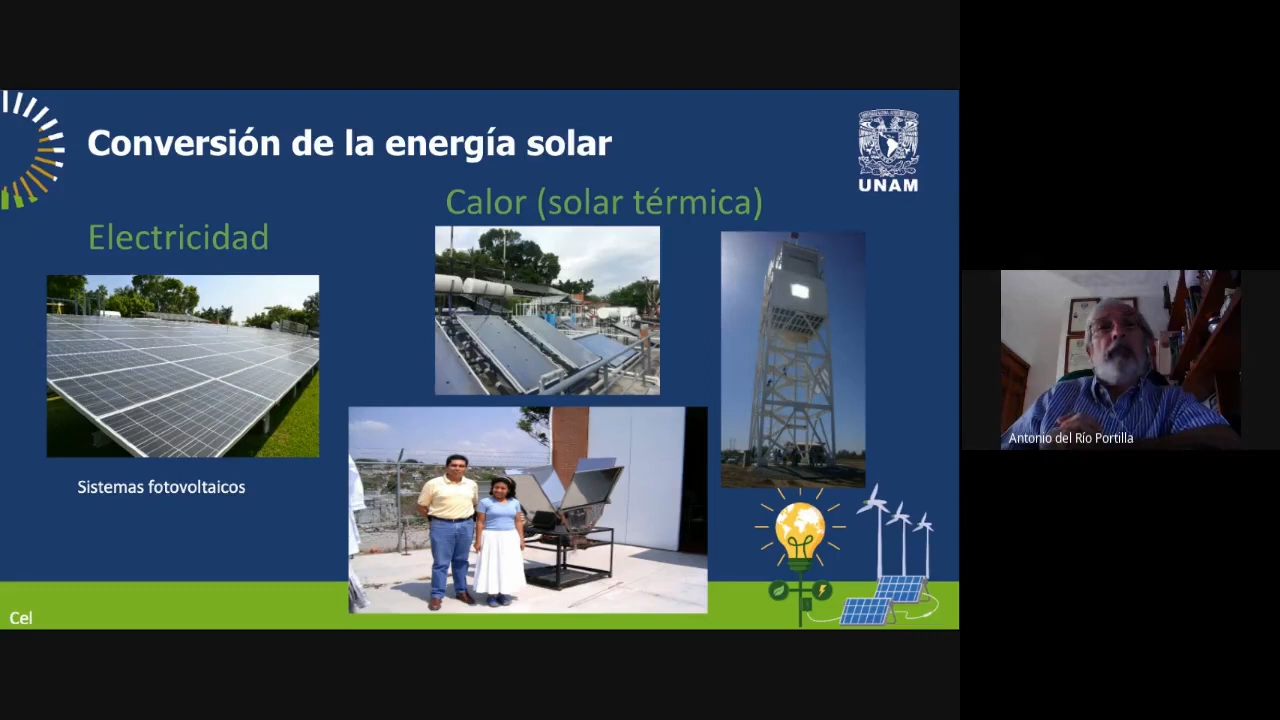 Conversión de la energía solar
UNAM
Calor (solar térmica)
Electricidad
Sistemas fotovoltaicos
Cel
Antonio del Río Portilla